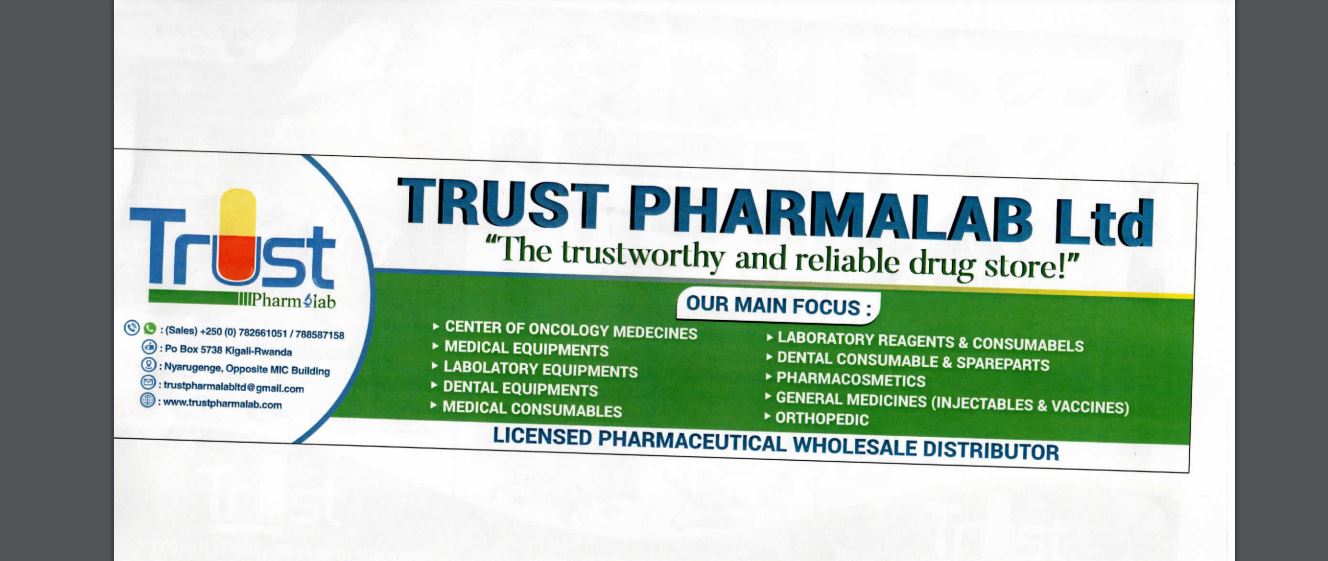 Trust
Pharmalab
: (Sales) +250 (0) 782661051 / 788587158
: Po Box 5738 Kigali-Rwanda
: Nyarugenge, Opposite MIC Building
: trustpharmalabltd@gmail.com
: www.trustpharmalab.com
TRUST PHARMALAB Ltd
“The trustworthy and reliable drug store!”
OUR MAIN FOCUS :
CENTER OF ONCOLOGY MEDECINES
MEDICAL EQUIPMENTS
LABOLATORY EQUIPMENTS
DENTAL EQUIPMENTS
MEDICAL CONSUMABLES
LABORATORY REAGENTS & CONSUMABELS
DENTAL CONSUMABLE & SPAREPARTS
PHARMACOSMETICS
GENERAL MEDICINES (INJECTABLES & VACCINES)
ORTHOPEDIC
LICENSED PHARMACEUTICAL WHOLESALE DISTRIBUTOR